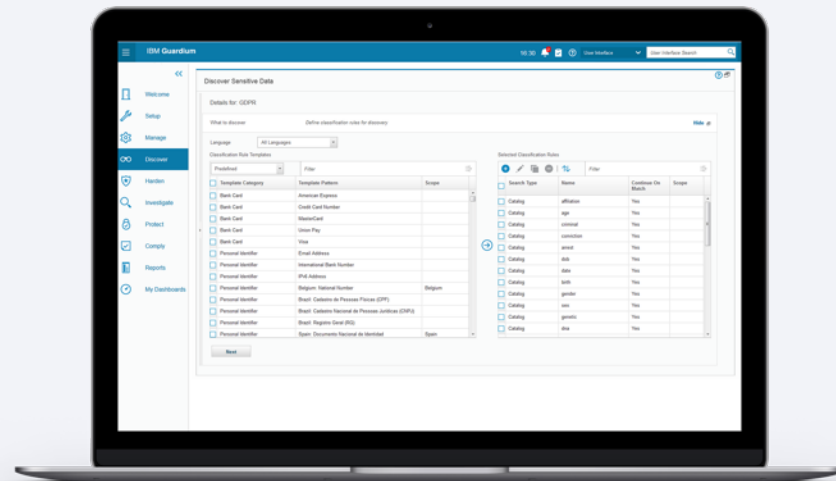 IBM Guardium
16:30
User Interface
User Interface Search
Welcome
Setup
Manage
Discover
Harden
Investigate
Protect
Comply
Reports
My Dashboards
Discover Sensitive Data
Details for: GDPR
What to discover Define classification rules for discovery Hide
Language All Languages
Classification Rule Templates
Predefined Filter
Template Category Template Pattern Scope
Bank Card American Express
Bank Card Credit Card Number
Bank Card MasterCard
Bank Card Union Pay
Bank Card Visa
Personal Identifier Email Address
Personal Identifier International Bank Number
Personal Identifier IPV6 Address
Personal Identifier Belgium: National Number Belgium
Personal Identifier Brazil: Cadastro de Pessoas Físicas (CPF)
Personal Identifier Brazil: Cadastro Nacional de Pessoas Jurídicas (CNPJ)
Personal Identifier Brazil: Registro Geral (RG)
Personal Identifier Spain: Documento Nacional de Identidad Spain
Next
Selected Classification Rules
Filter
Search Type Name Continue On Match Scope
Catalog affiliation Yes
Catalog age Yes
Catalog criminal Yes
Catalog conviction Yes
Catalog arrest Yes
Catalog dob Yes
Catalog date Yes
Catalog birth Yes
Catalog gender Yes
Catalog sex Yes
Catalog genetic Yes
Catalog dna Yes